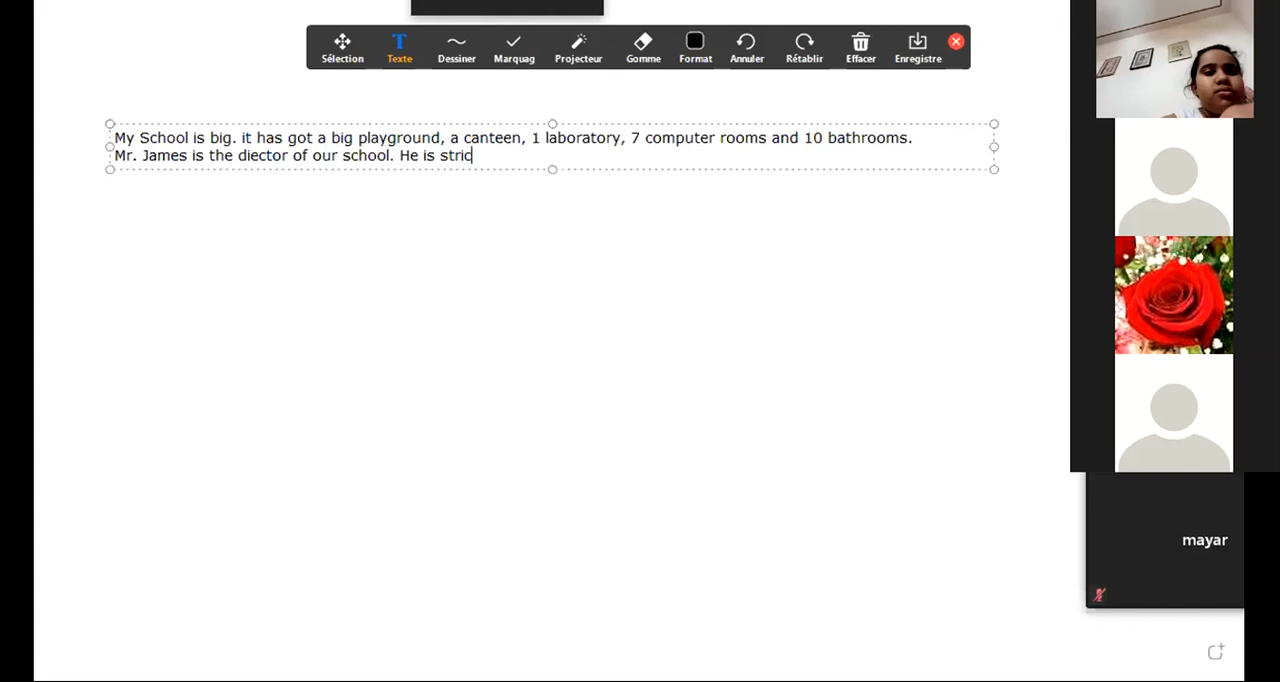 Sélection Texte Dessiner Marquag Projecteur Gomme Format Annuler Rétablir Effacer Enregistre
My School is big. it has got a big playground, a canteen, 1 laboratory, 7 computer rooms and 10 bathrooms.
Mr. James is the diector of our school. He is stric
mayar